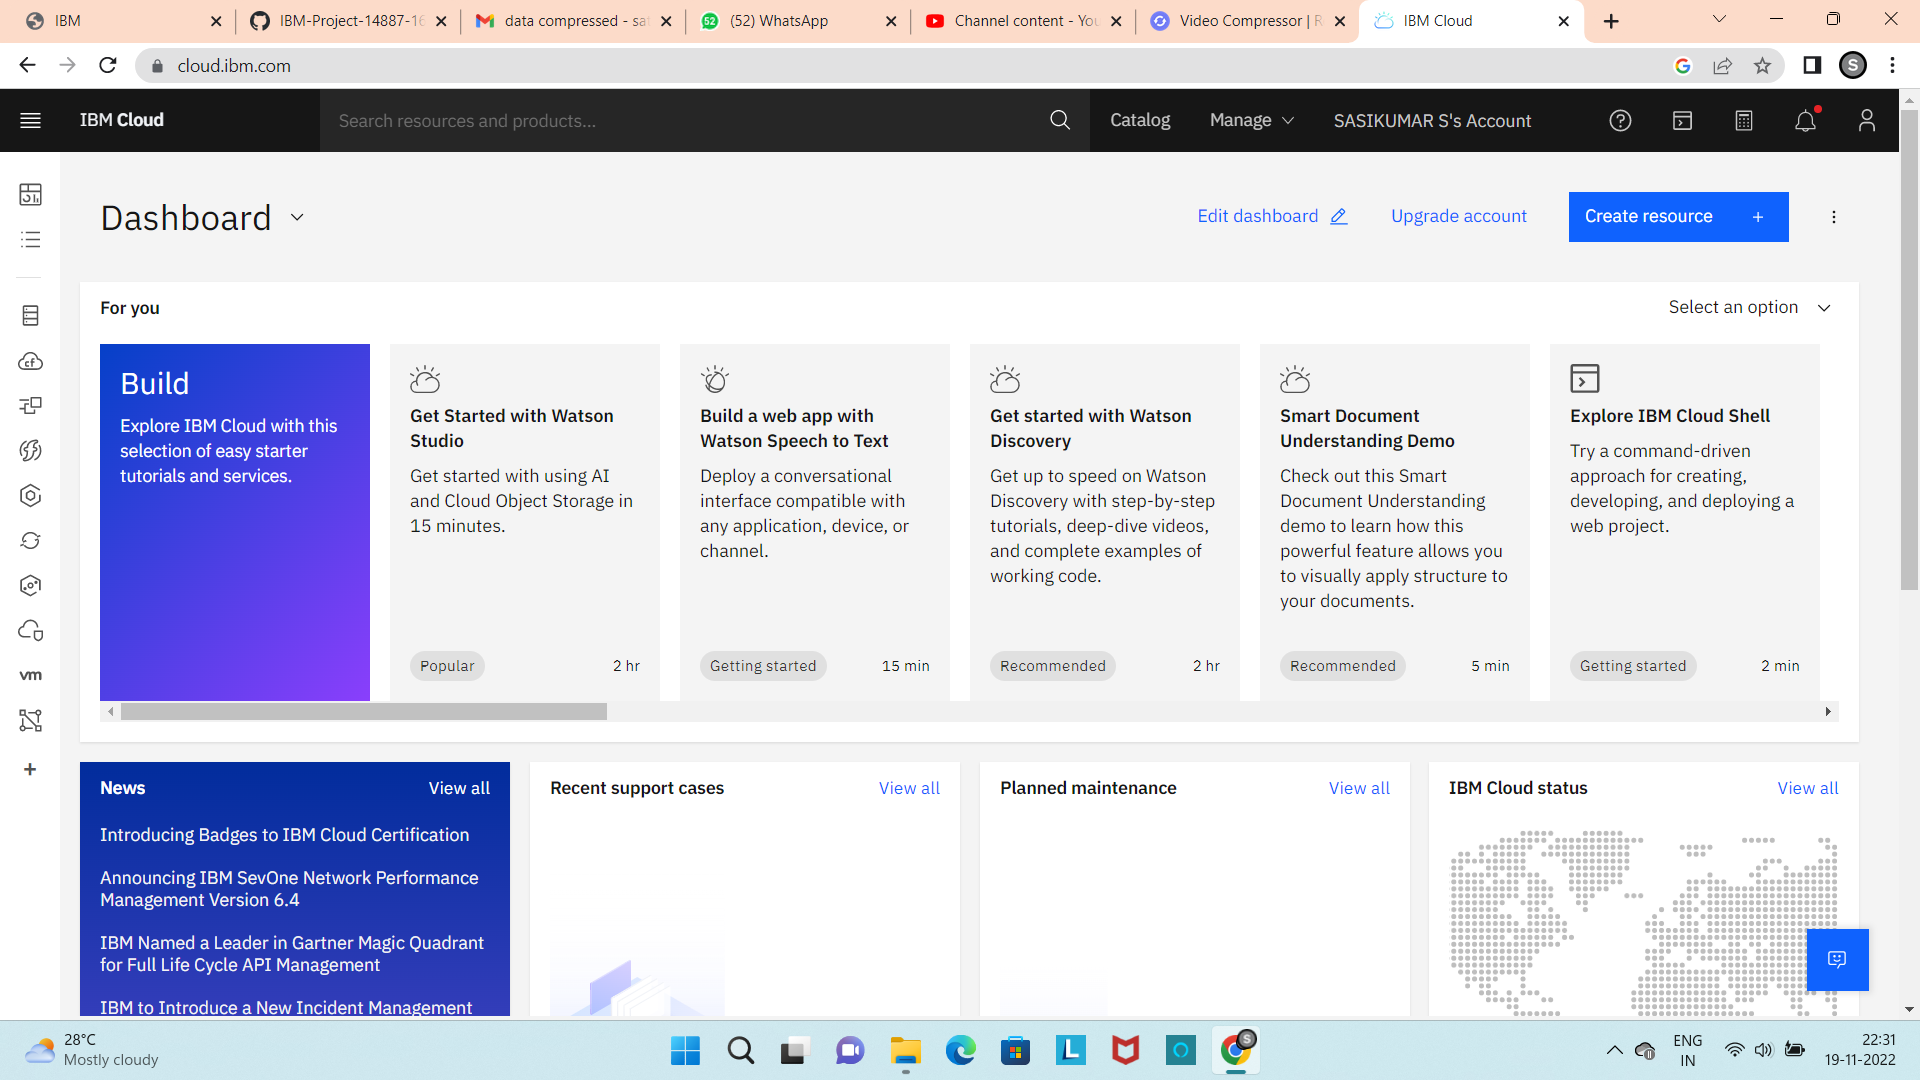 IBM
IBM-Project-14887-16
data compressed - sa
(52) WhatsApp
Channel content - You
Video Compressor | R
IBM Cloud
cloud.ibm.com
S
IBM Cloud
Search resources and products...
Catalog
Manage
SASIKUMAR S's Account
Dashboard
Edit dashboard
Upgrade account
Create resource +
For you
Select an option
Build
Explore IBM Cloud with this
selection of easy starter
tutorials and services.
Get Started with Watson
Studio
Get started with using AI
and Cloud Object Storage in
15 minutes.
Popular
2 hr
Build a web app with
Watson Speech to Text
Deploy a conversational
interface compatible with
any application, device, or
channel.
Getting started
15 min
Get started with Watson
Discovery
Get up to speed on Watson
Discovery with step-by-step
tutorials, deep-dive videos,
and complete examples of
working code.
Recommended
2 hr
Smart Document
Understanding Demo
Check out this Smart
Document Understanding
demo to learn how this
powerful feature allows you
to visually apply structure to
your documents.
Recommended
5 min
Explore IBM Cloud Shell
Try a command-driven
approach for creating,
developing, and deploying a
web project.
Getting started
2 min
vm
News
View all
Introducing Badges to IBM Cloud Certification
Announcing IBM SevOne Network Performance
Management Version 6.4
IBM Named a Leader in Gartner Magic Quadrant
for Full Life Cycle API Management
IBM to Introduce a New Incident Management
Recent support cases
View all
Planned maintenance
View all
IBM Cloud status
View all
28°C
Mostly cloudy
ENG
IN
22:31
19-11-2022